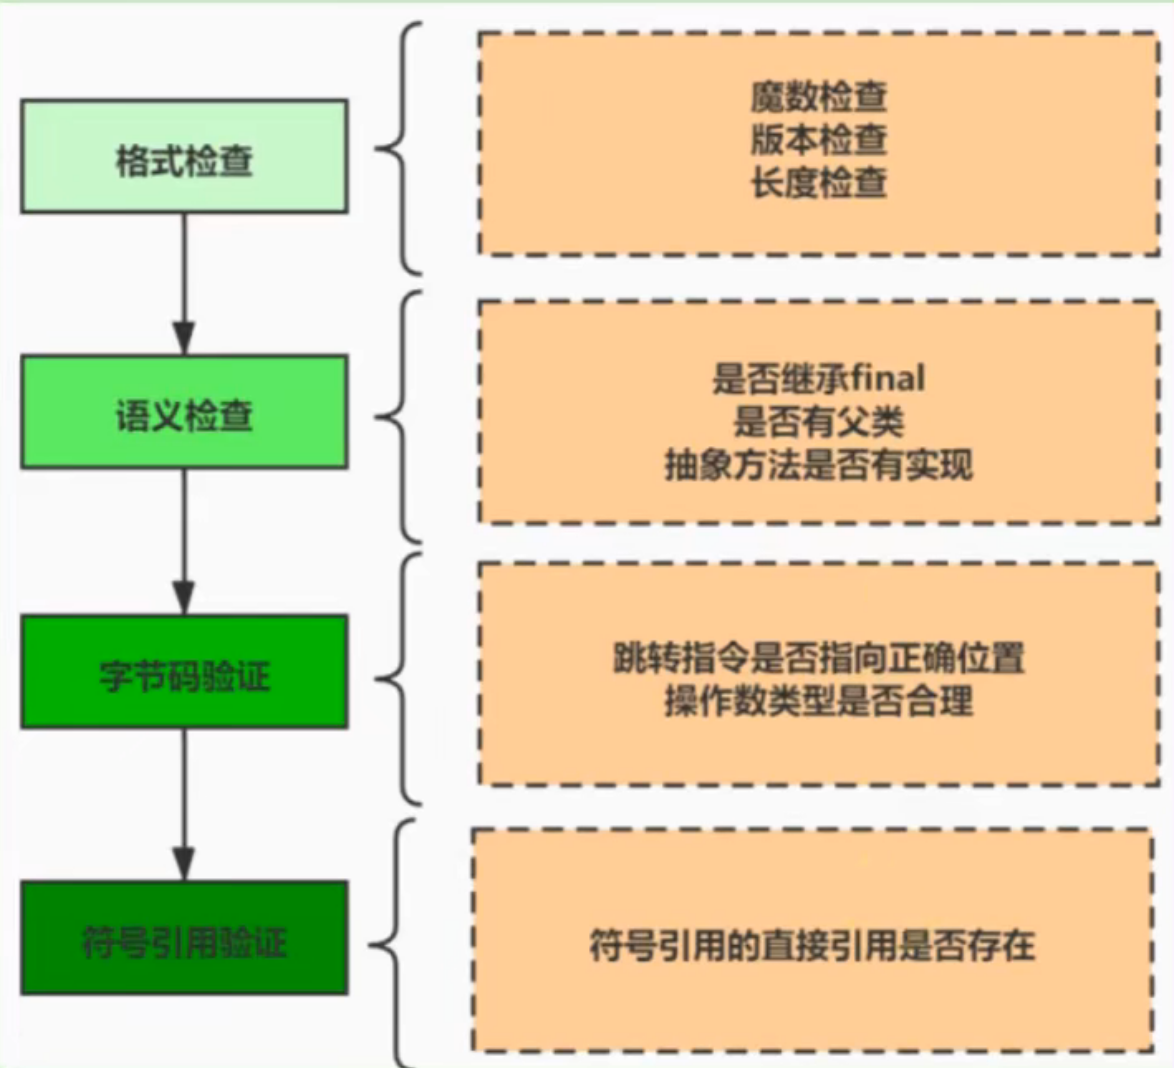 格式检查
魔数检查
版本检查
长度检查
语义检查
是否继承final
是否有父类
抽象方法是否有实现
字节码验证
跳转指令是否指向正确位置
操作数类型是否合理
符号引用验证
符号引用的直接引用是否存在